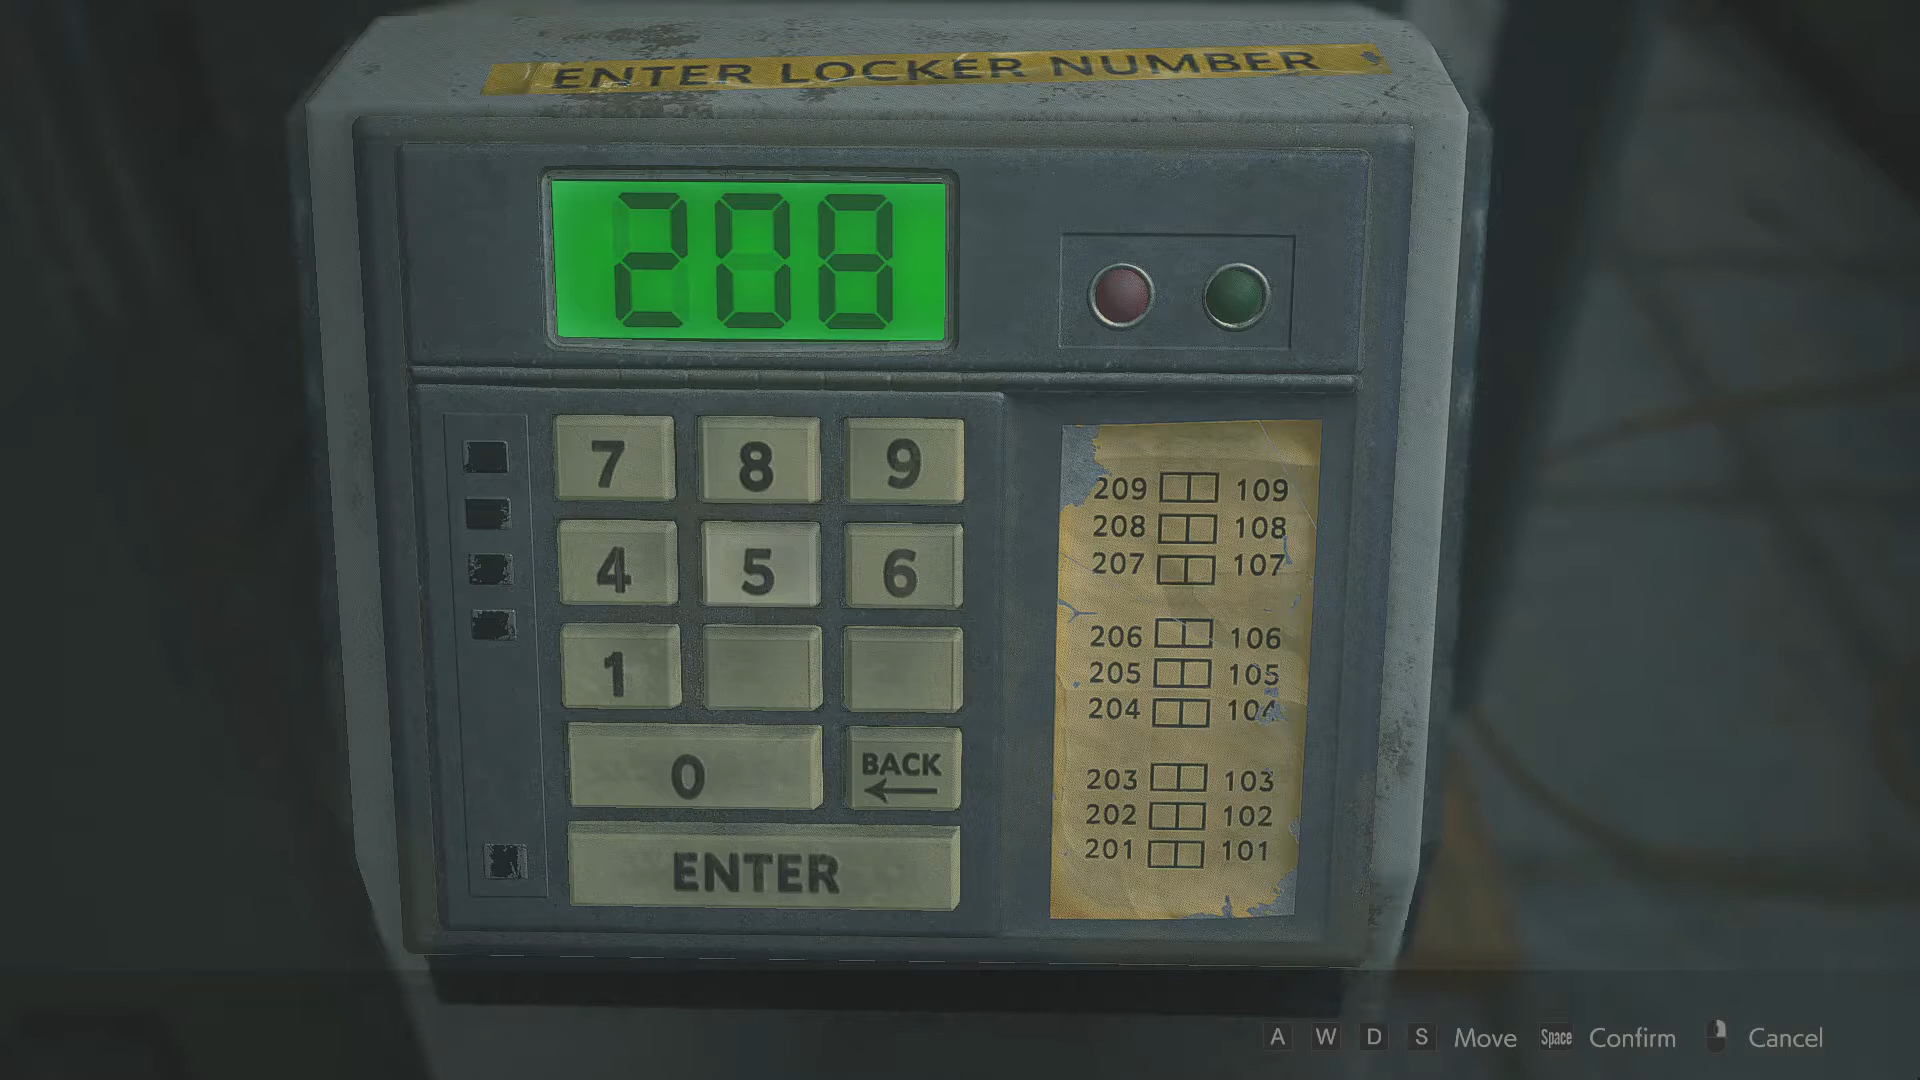 ENTER LOCKER NUMBER
208
7 8 9
4 5 6
1
0 BACK
ENTER
209 109
208 108
207 107
206 106
205 105
204 104
203 103
202 102
201 101
A W D S Move Space Confirm Cancel